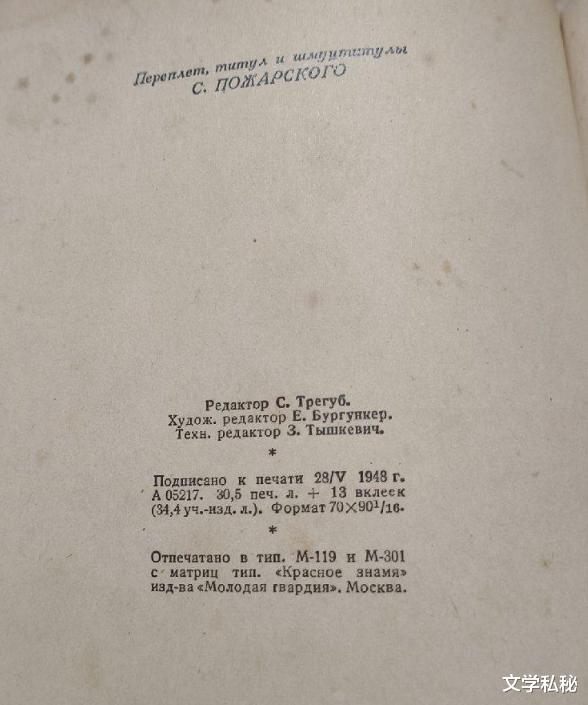 Переплет, титул и шмуцтитулы
С. ПОЖАРСКОГО
Редактор С. Трегуб.
Худож. редактор Е. Бургункер.
Техн. редактор З. Тышкевич.
*
Подписано к печати 28/V 1948 г.
А 05217. 30,5 печ. л. + 13 вклеек
(34,4 уч.-изд. л.). Формат 70×90¹/16.
*
Отпечатано в тип. М-119 и М-301
с матриц тип. «Красное знамя»
изд-ва «Молодая гвардия». Москва.
文学私秘